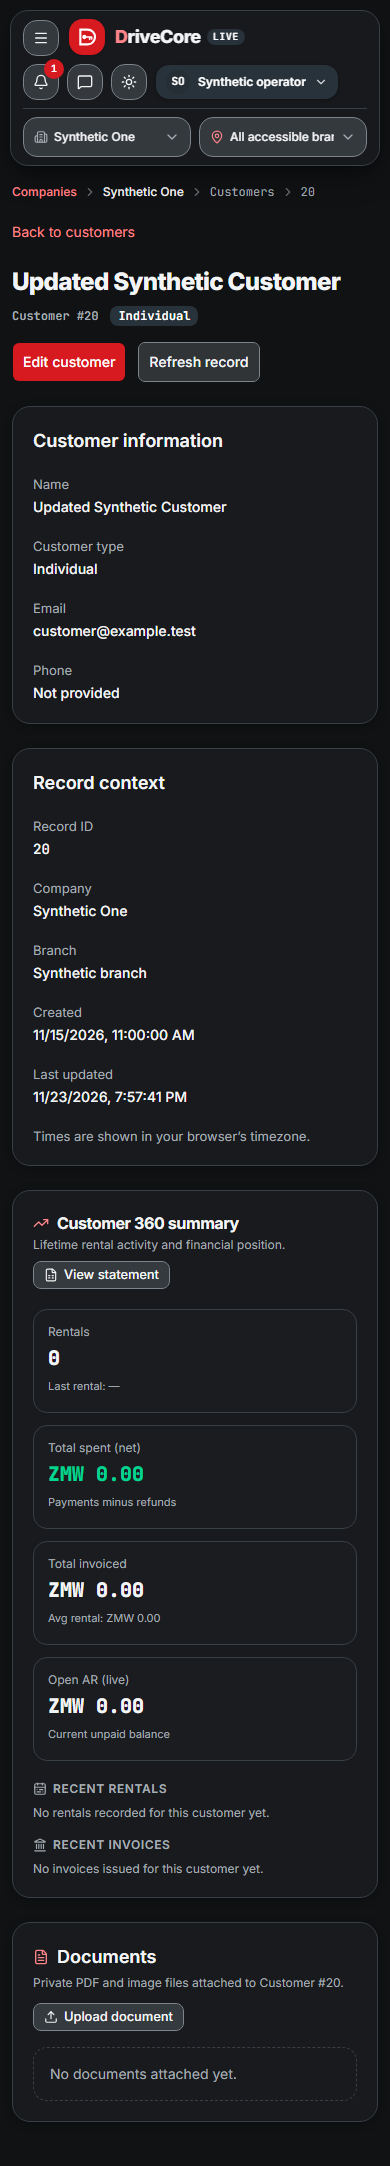 DriveCore LIVE
1
SO Synthetic operator
Synthetic One
All accessible bran
Companies > Synthetic One > Customers > 20
Back to customers
Updated Synthetic Customer
Customer #20 Individual
Edit customer
Refresh record
Customer information
Name
Updated Synthetic Customer
Customer type
Individual
Email
customer@example.test
Phone
Not provided
Record context
Record ID
20
Company
Synthetic One
Branch
Synthetic branch
Created
11/15/2026, 11:00:00 AM
Last updated
11/23/2026, 7:57:41 PM
Times are shown in your browser’s timezone.
Customer 360 summary
Lifetime rental activity and financial position.
View statement
Rentals
0
Last rental: —
Total spent (net)
ZMW 0.00
Payments minus refunds
Total invoiced
ZMW 0.00
Avg rental: ZMW 0.00
Open AR (live)
ZMW 0.00
Current unpaid balance
RECENT RENTALS
No rentals recorded for this customer yet.
RECENT INVOICES
No invoices issued for this customer yet.
Documents
Private PDF and image files attached to Customer #20.
Upload document
No documents attached yet.